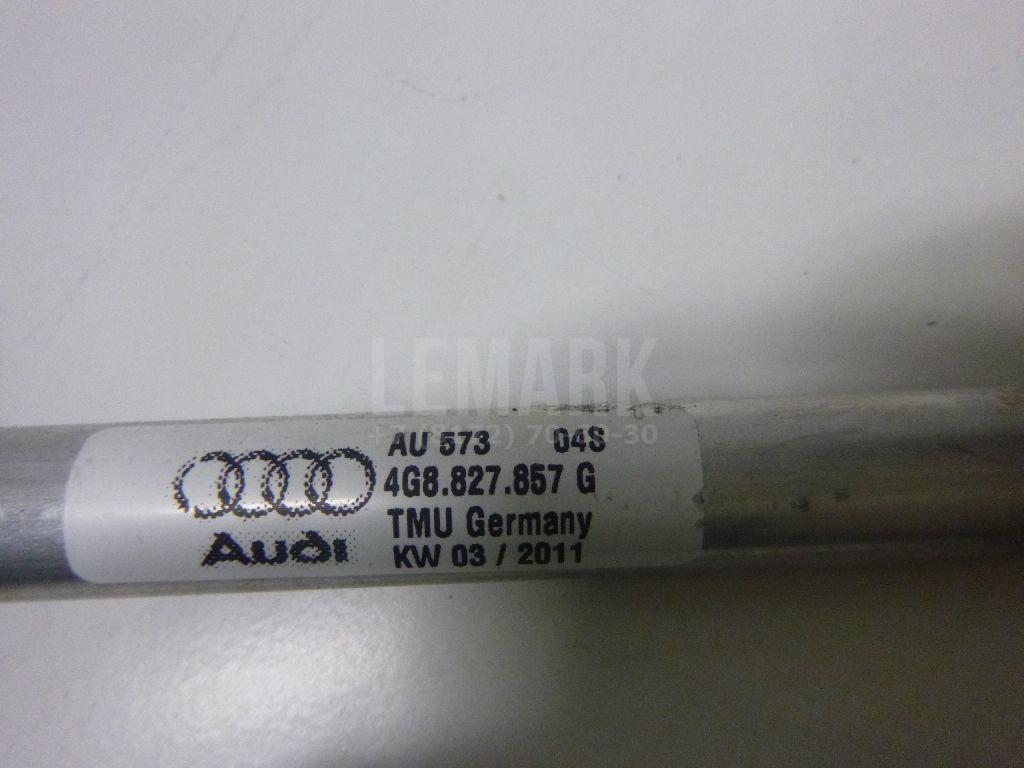 LEMARK
AU 573 04S
4G8.827.857 G
TMU Germany
KW 03 / 2011
Audi